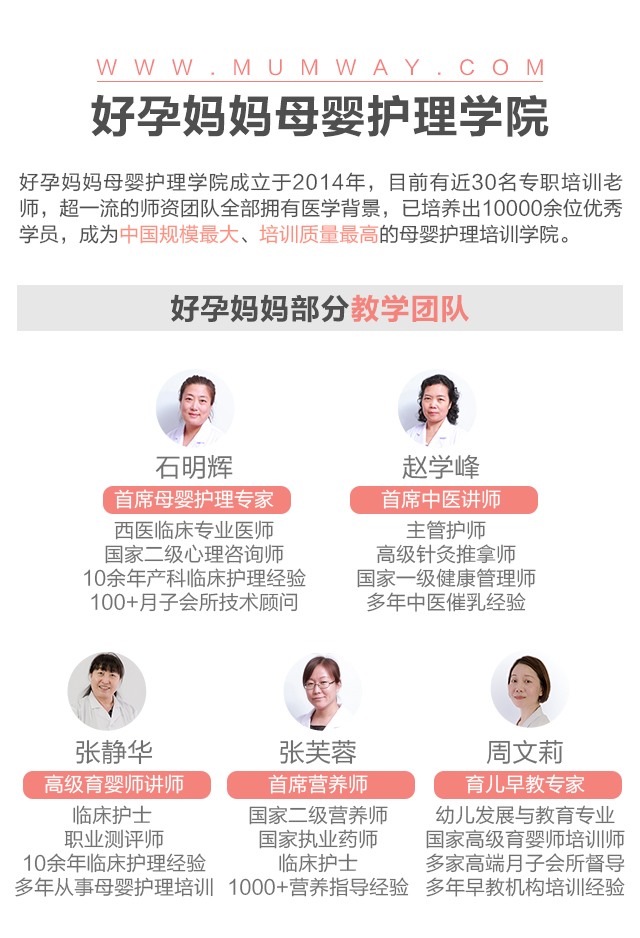 WWW.MUMWAY.COM
好孕妈妈母婴护理学院
好孕妈妈母婴护理学院成立于2014年，目前有近30名专职培训老
师，超一流的师资团队全部拥有医学背景，已培养出10000余位优秀
学员，成为中国规模最大、培训质量最高的母婴护理培训学院。
好孕妈妈部分教学团队
石明辉
首席母婴护理专家
西医临床专业医师
国家二级心理咨询师
10余年产科临床护理经验
100+月子会所技术顾问
赵学峰
首席中医讲师
主管护师
高级针灸推拿师
国家一级健康管理师
多年中医催乳经验
张静华
高级育婴师讲师
临床护士
职业测评师
10余年临床护理经验
多年从事母婴护理培训
张芙蓉
首席营养师
国家二级营养师
国家执业药师
临床护士
1000+营养指导经验
周文莉
育儿早教专家
幼儿发展与教育专业
国家高级育婴师培训师
多家高端月子会所督导
多年早教机构培训经验